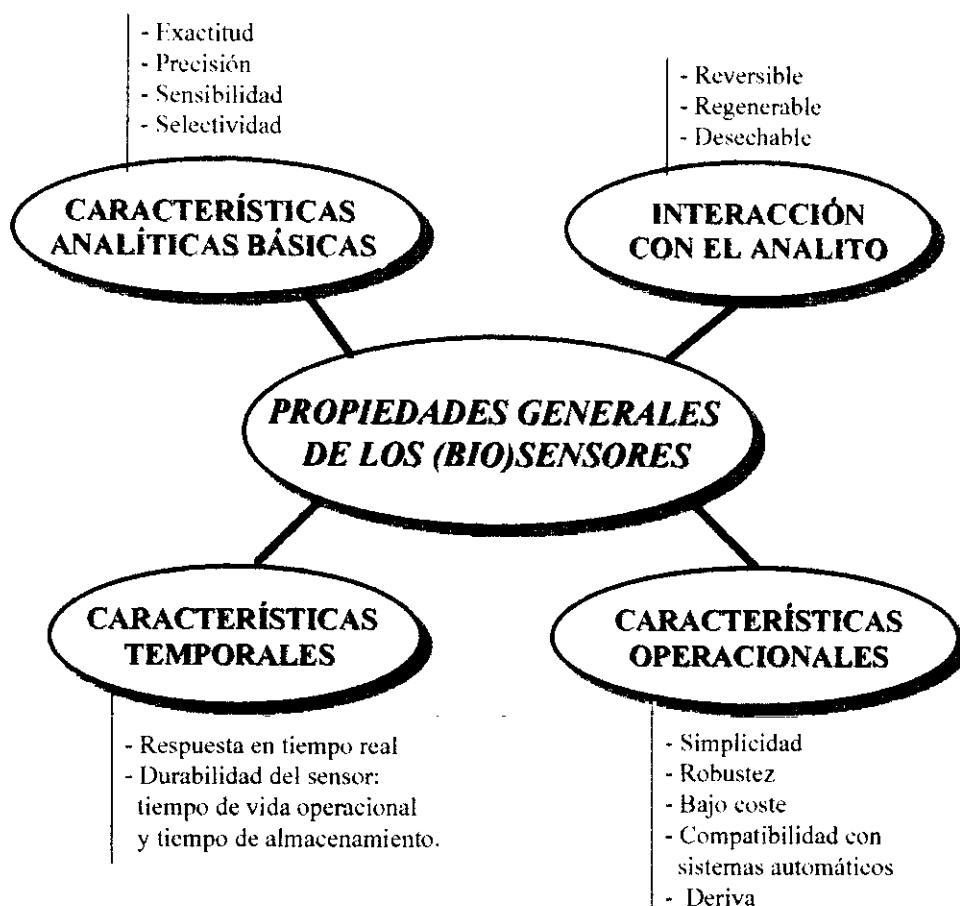 - Exactitud
- Precisión
- Sensibilidad
- Selectividad
CARACTERÍSTICAS
ANALÍTICAS BÁSICAS
- Reversible
- Regenerable
- Desechable
INTERACCIÓN
CON EL ANALITO
PROPIEDADES GENERALES
DE LOS (BIO)SENSORES
CARACTERÍSTICAS
TEMPORALES
- Respuesta en tiempo real
- Durabilidad del sensor:
tiempo de vida operacional
y tiempo de almacenamiento.
CARACTERÍSTICAS
OPERACIONALES
- Simplicidad
- Robustez
- Bajo coste
- Compatibilidad con
sistemas automáticos
- Deriva